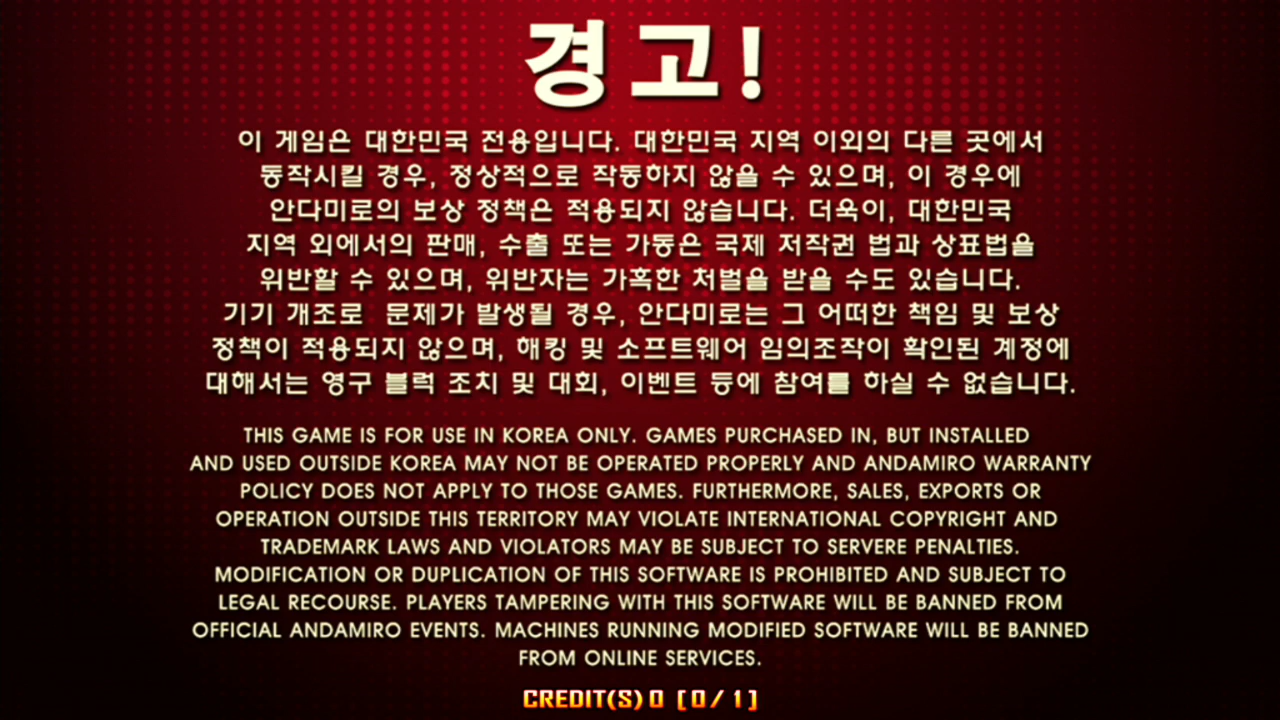 경고!
이 게임은 대한민국 전용입니다. 대한민국 지역 이외의 다른 곳에서
동작시킬 경우, 정상적으로 작동하지 않을 수 있으며, 이 경우에
안다미로의 보상 정책은 적용되지 않습니다. 더욱이, 대한민국
지역 외에서의 판매, 수출 또는 가동은 국제 저작권 법과 상표법을
위반할 수 있으며, 위반자는 가혹한 처벌을 받을 수도 있습니다.
기기 개조로 문제가 발생될 경우, 안다미로는 그 어떠한 책임 및 보상
정책이 적용되지 않으며, 해킹 및 소프트웨어 임의조작이 확인된 계정에
대해서는 영구 블럭 조치 및 대회, 이벤트 등에 참여를 하실 수 없습니다.
THIS GAME IS FOR USE IN KOREA ONLY. GAMES PURCHASED IN, BUT INSTALLED
AND USED OUTSIDE KOREA MAY NOT BE OPERATED PROPERLY AND ANDAMIRO WARRANTY
POLICY DOES NOT APPLY TO THOSE GAMES. FURTHERMORE, SALES, EXPORTS OR
OPERATION OUTSIDE THIS TERRITORY MAY VIOLATE INTERNATIONAL COPYRIGHT AND
TRADEMARK LAWS AND VIOLATORS MAY BE SUBJECT TO SERVERE PENALTIES.
MODIFICATION OR DUPLICATION OF THIS SOFTWARE IS PROHIBITED AND SUBJECT TO
LEGAL RECOURSE. PLAYERS TAMPERING WITH THIS SOFTWARE WILL BE BANNED FROM
OFFICIAL ANDAMIRO EVENTS. MACHINES RUNNING MODIFIED SOFTWARE WILL BE BANNED
FROM ONLINE SERVICES.
CREDIT(S) 0 [0/1]